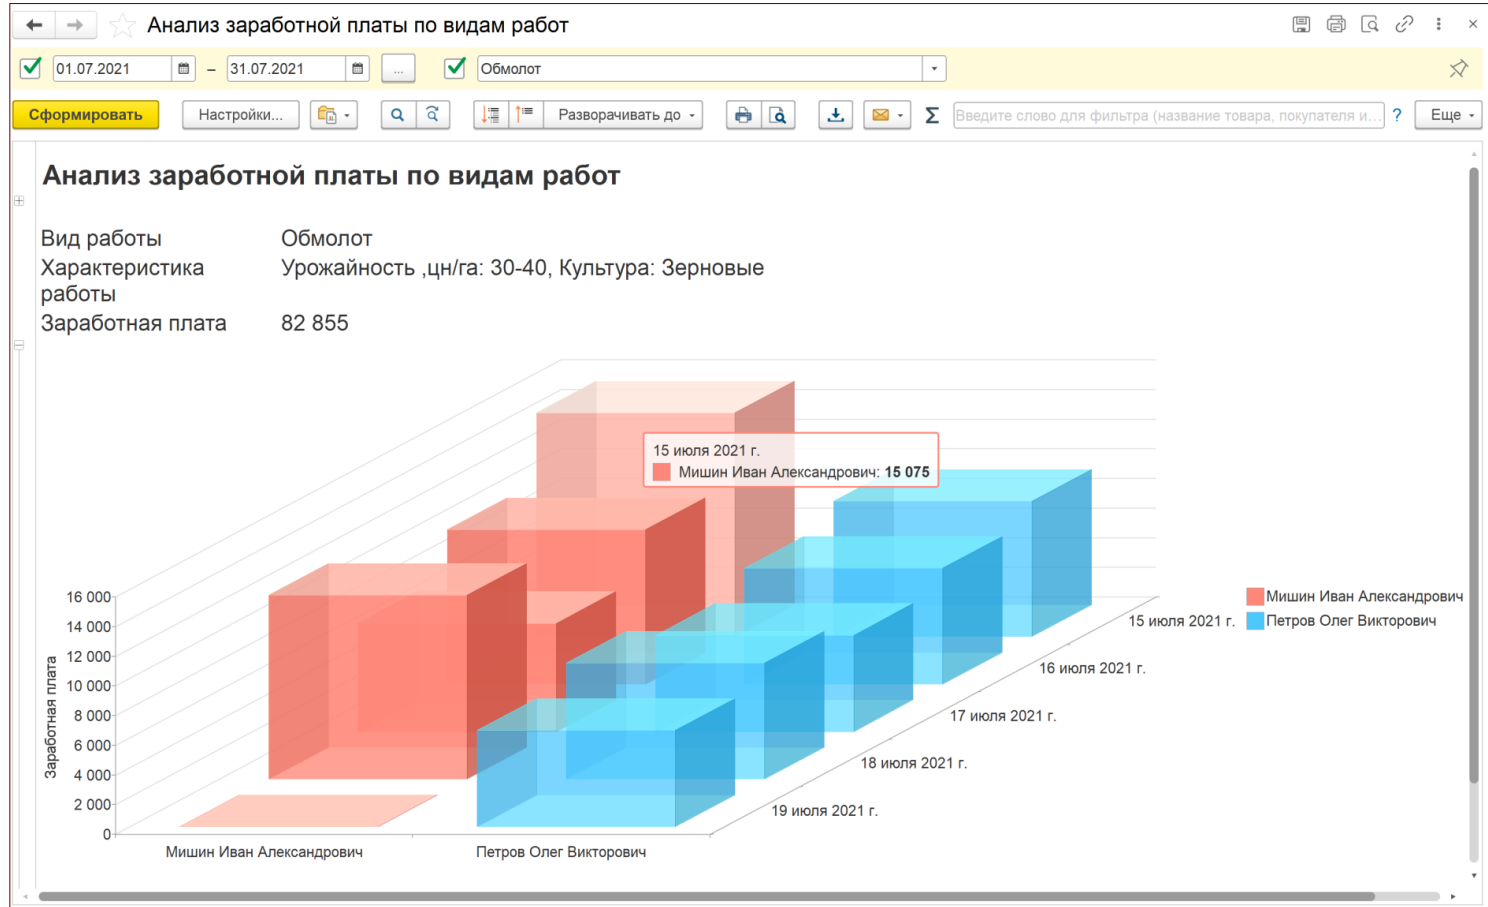 Анализ заработной платы по видам работ
01.07.2021 – 31.07.2021 ... Обмолот
Сформировать Настройки... Разворачивать до Σ Введите слово для фильтра (название товара, покупателя и... ? Еще
Анализ заработной платы по видам работ
Вид работы Обмолот
Характеристика Урожайность ,цн/га: 30-40, Культура: Зерновые
работы
Заработная плата 82 855
15 июля 2021 г.
Мишин Иван Александрович: 15 075
16 000
14 000
12 000
10 000
8 000
6 000
4 000
2 000
0
Заработная плата
Мишин Иван Александрович
Петров Олег Викторович
15 июля 2021 г.
16 июля 2021 г.
17 июля 2021 г.
18 июля 2021 г.
19 июля 2021 г.
Мишин Иван Александрович Петров Олег Викторович